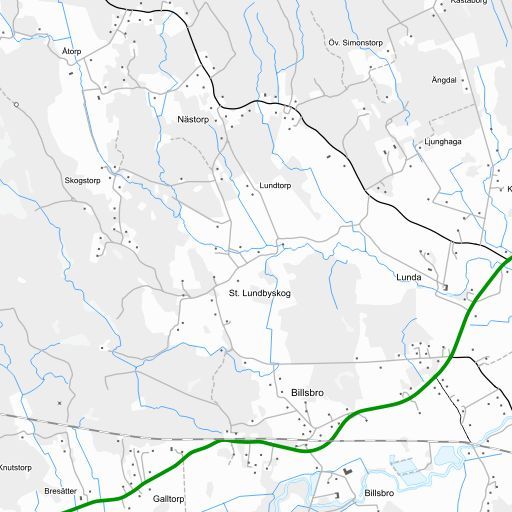 Kastaborg
Öv. Simonstorp
Åtorp
Ängdal
Nästorp
Ljunghaga
Skogstorp
Lundtorp
K
Lunda
St. Lundbyskog
Billsbro
Knutstorp
Bresätter
Galltorp
Billsbro